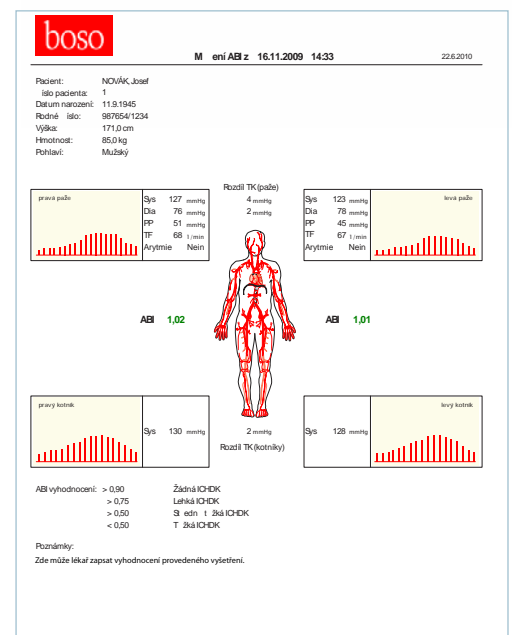 boso
M ení ABI z 16.11.2009 14:33
22.6.2010
Pacient: NOVÁK, Josef
íslo pacienta: 1
Datum narození: 11.9.1945
Rodné íslo: 987654/1234
Výška: 171,0 cm
Hmotnost: 85,0 kg
Pohlaví: Mužský
pravá paže
Sys 127 mmHg
Dia 76 mmHg
PP 51 mmHg
TF 68 1/min
Arytmie Nein
Rozdíl TK (paže)
4 mmHg
2 mmHg
Sys 123 mmHg
Dia 78 mmHg
PP 45 mmHg
TF 67 1/min
Arytmie Nein
levá paže
ABI 1,02
ABI 1,01
pravý kotník
Sys 130 mmHg
2 mmHg
Rozdíl TK (kotníky)
Sys 128 mmHg
levý kotník
ABI vyhodnocení: > 0,90 Žádná ICHDK
> 0,75 Lehká ICHDK
> 0,50 St edn t žká ICHDK
< 0,50 T žká ICHDK
Poznámky:
Zde může lékař zapsat vyhodnocení provedeného vyšetření.